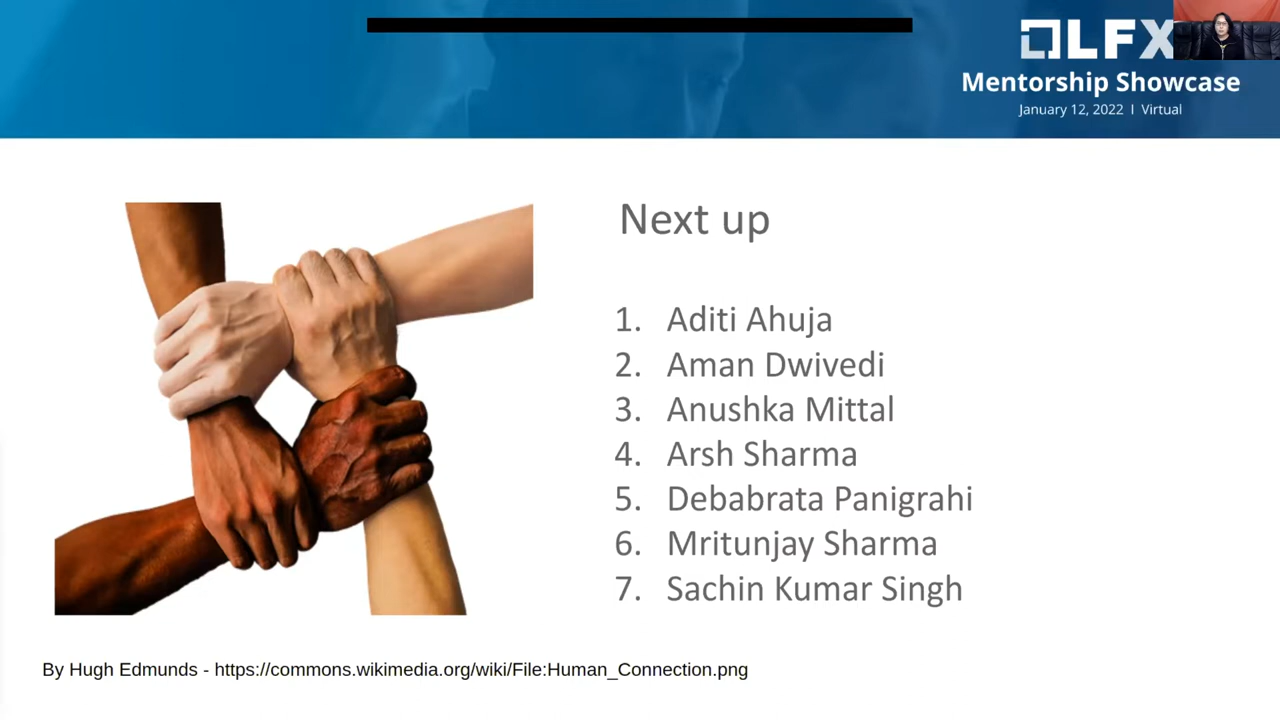 LFX
Mentorship Showcase
January 12, 2022 I Virtual
Next up
1. Aditi Ahuja
2. Aman Dwivedi
3. Anushka Mittal
4. Arsh Sharma
5. Debabrata Panigrahi
6. Mritunjay Sharma
7. Sachin Kumar Singh
By Hugh Edmunds - https://commons.wikimedia.org/wiki/File:Human_Connection.png